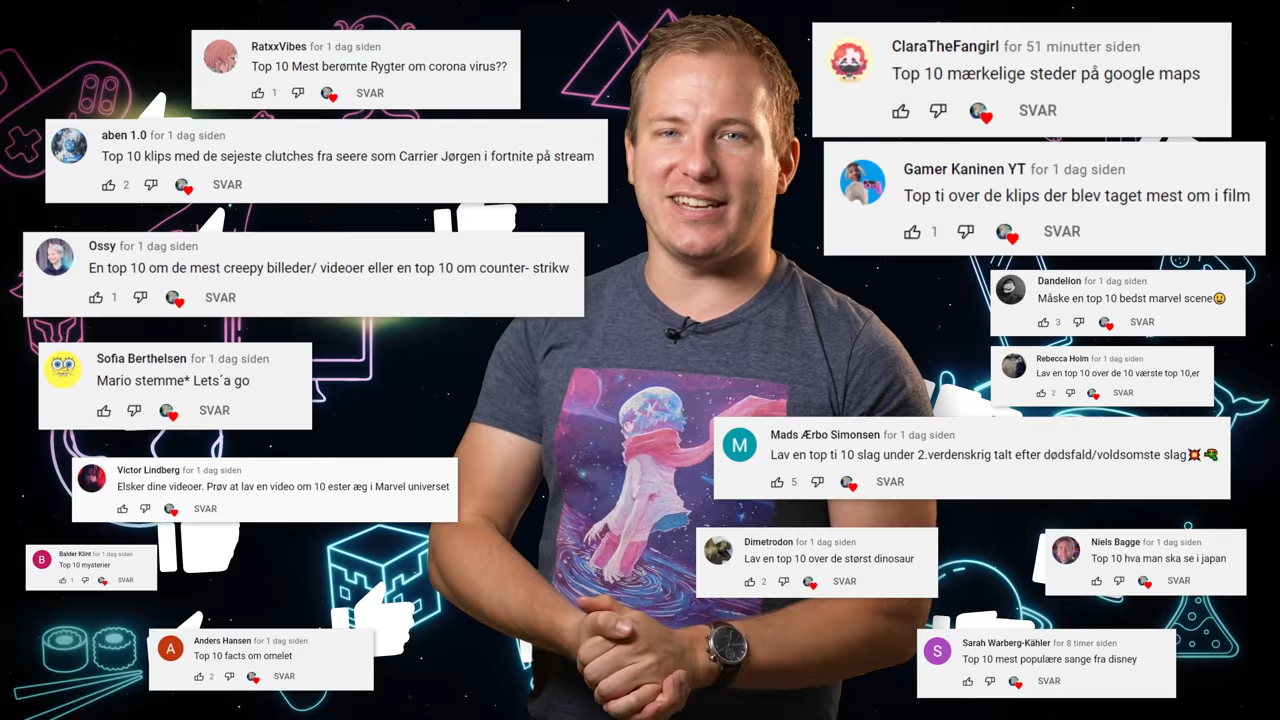 RatxxVibes for 1 dag siden
Top 10 Mest berømte Rygter om corona virus??
1 SVAR
aben 1.0 for 1 dag siden
Top 10 klips med de sejeste clutches fra seere som Carrier Jørgen i fortnite på stream
2 SVAR
Ossy for 1 dag siden
En top 10 om de mest creepy billeder/ videoer eller en top 10 om counter- strikw
1 SVAR
Sofia Berthelsen for 1 dag siden
Mario stemme* Lets´a go
SVAR
Victor Lindberg for 1 dag siden
Elsker dine videoer. Prøv at lav en video om 10 ester æg i Marvel universet
SVAR
B
Balder Klint for 1 dag siden
Top 10 mysterier
1 SVAR
A
Anders Hansen for 1 dag siden
Top 10 facts om omelet
2 SVAR
ClaraTheFangirl for 51 minutter siden
Top 10 mærkelige steder på google maps
SVAR
Gamer Kaninen YT for 1 dag siden
Top ti over de klips der blev taget mest om i film
1 SVAR
Dandelion for 1 dag siden
Måske en top 10 bedst marvel scene😃
3 SVAR
Rebecca Holm for 1 dag siden
Lav en top 10 over de 10 værste top 10,er
2 SVAR
M
Mads Ærbo Simonsen for 1 dag siden
Lav en top ti 10 slag under 2.verdenskrig talt efter dødsfald/voldsomste slag💥🔫
5 SVAR
Dimetrodon for 1 dag siden
Lav en top 10 over de størst dinosaur
2 SVAR
Niels Bagge for 1 dag siden
Top 10 hva man ska se i japan
SVAR
S
Sarah Warberg-Kähler for 8 timer siden
Top 10 mest populære sange fra disney
SVAR